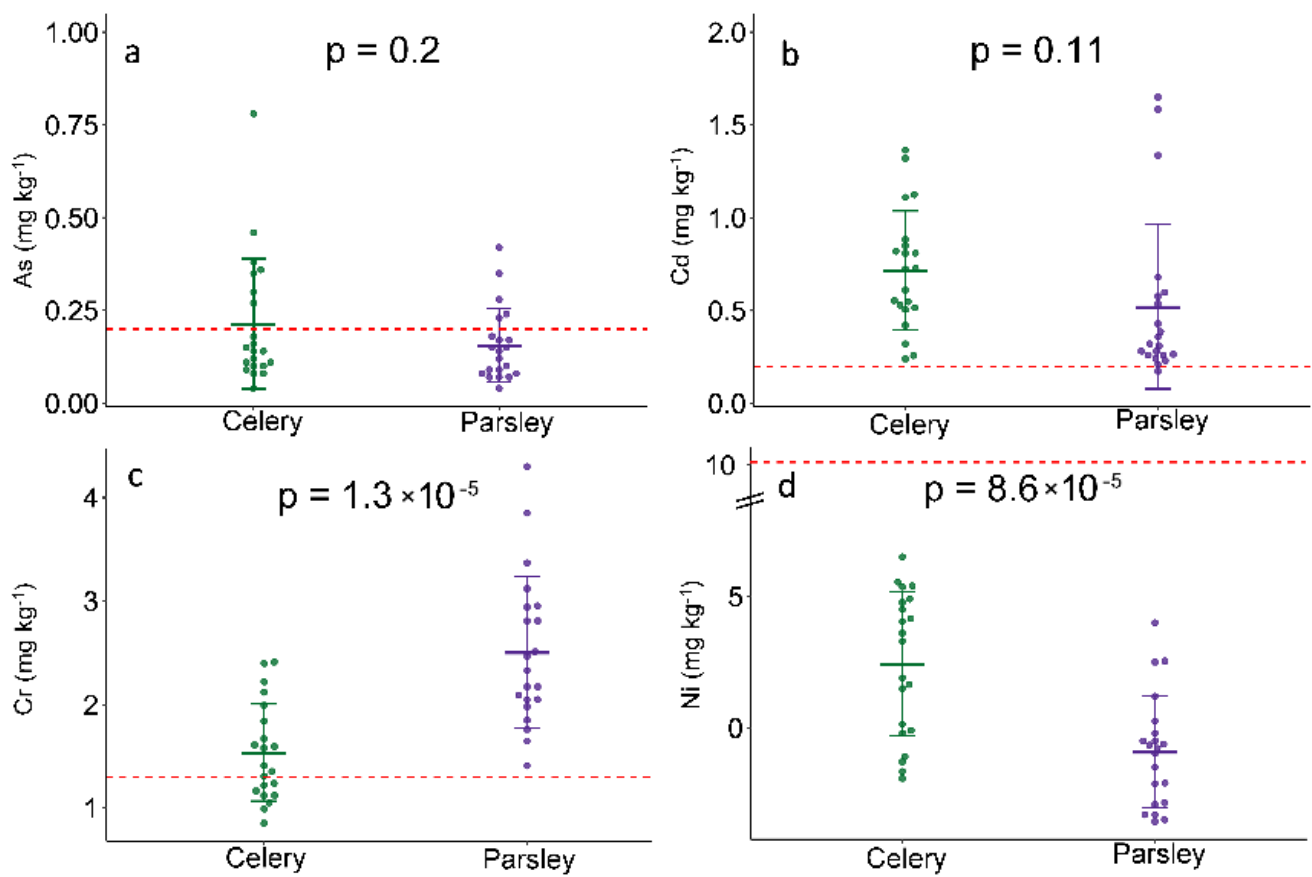 a
p = 0.2
1.00
0.75
0.50
0.25
0.00
As (mg kg⁻¹)
Celery
Parsley
b
p = 0.11
2.0
1.5
1.0
0.5
0.0
Cd (mg kg⁻¹)
Celery
Parsley
c
p = 1.3 ×10⁻⁵
4
3
2
1
Cr (mg kg⁻¹)
Celery
Parsley
d
p = 8.6 ×10⁻⁵
10
5
0
Ni (mg kg⁻¹)
Celery
Parsley